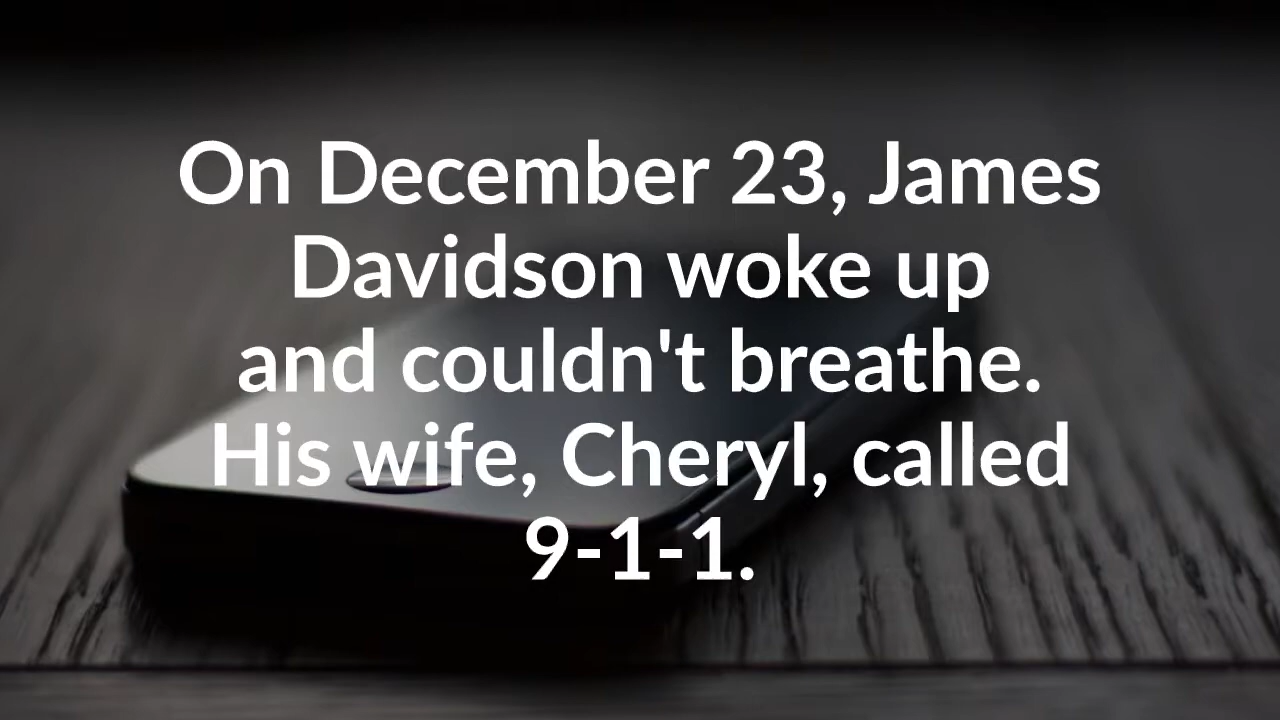 On December 23, James
Davidson woke up
and couldn't breathe.
His wife, Cheryl, called
9-1-1.